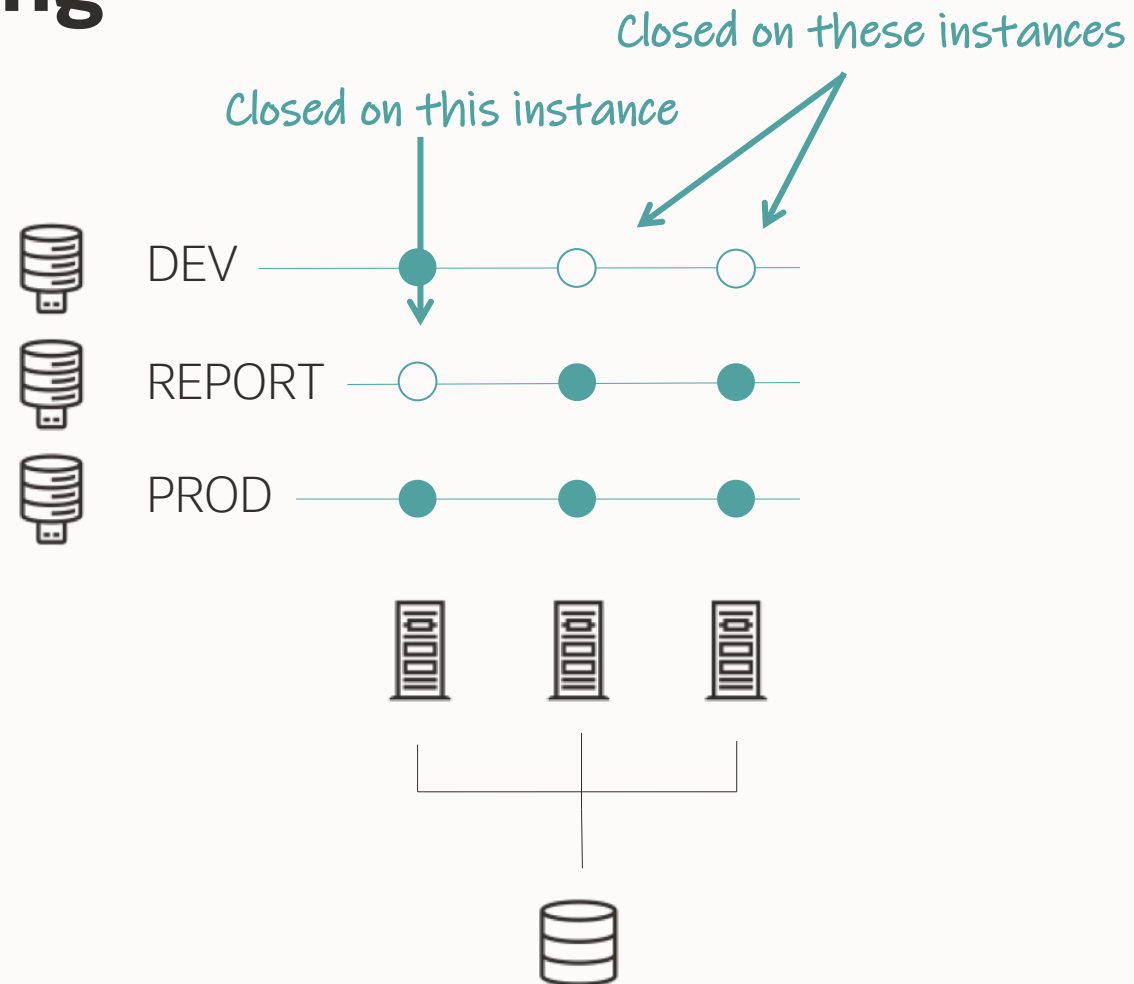 Closed on these instances
Closed on this instance
DEV
REPORT
PROD